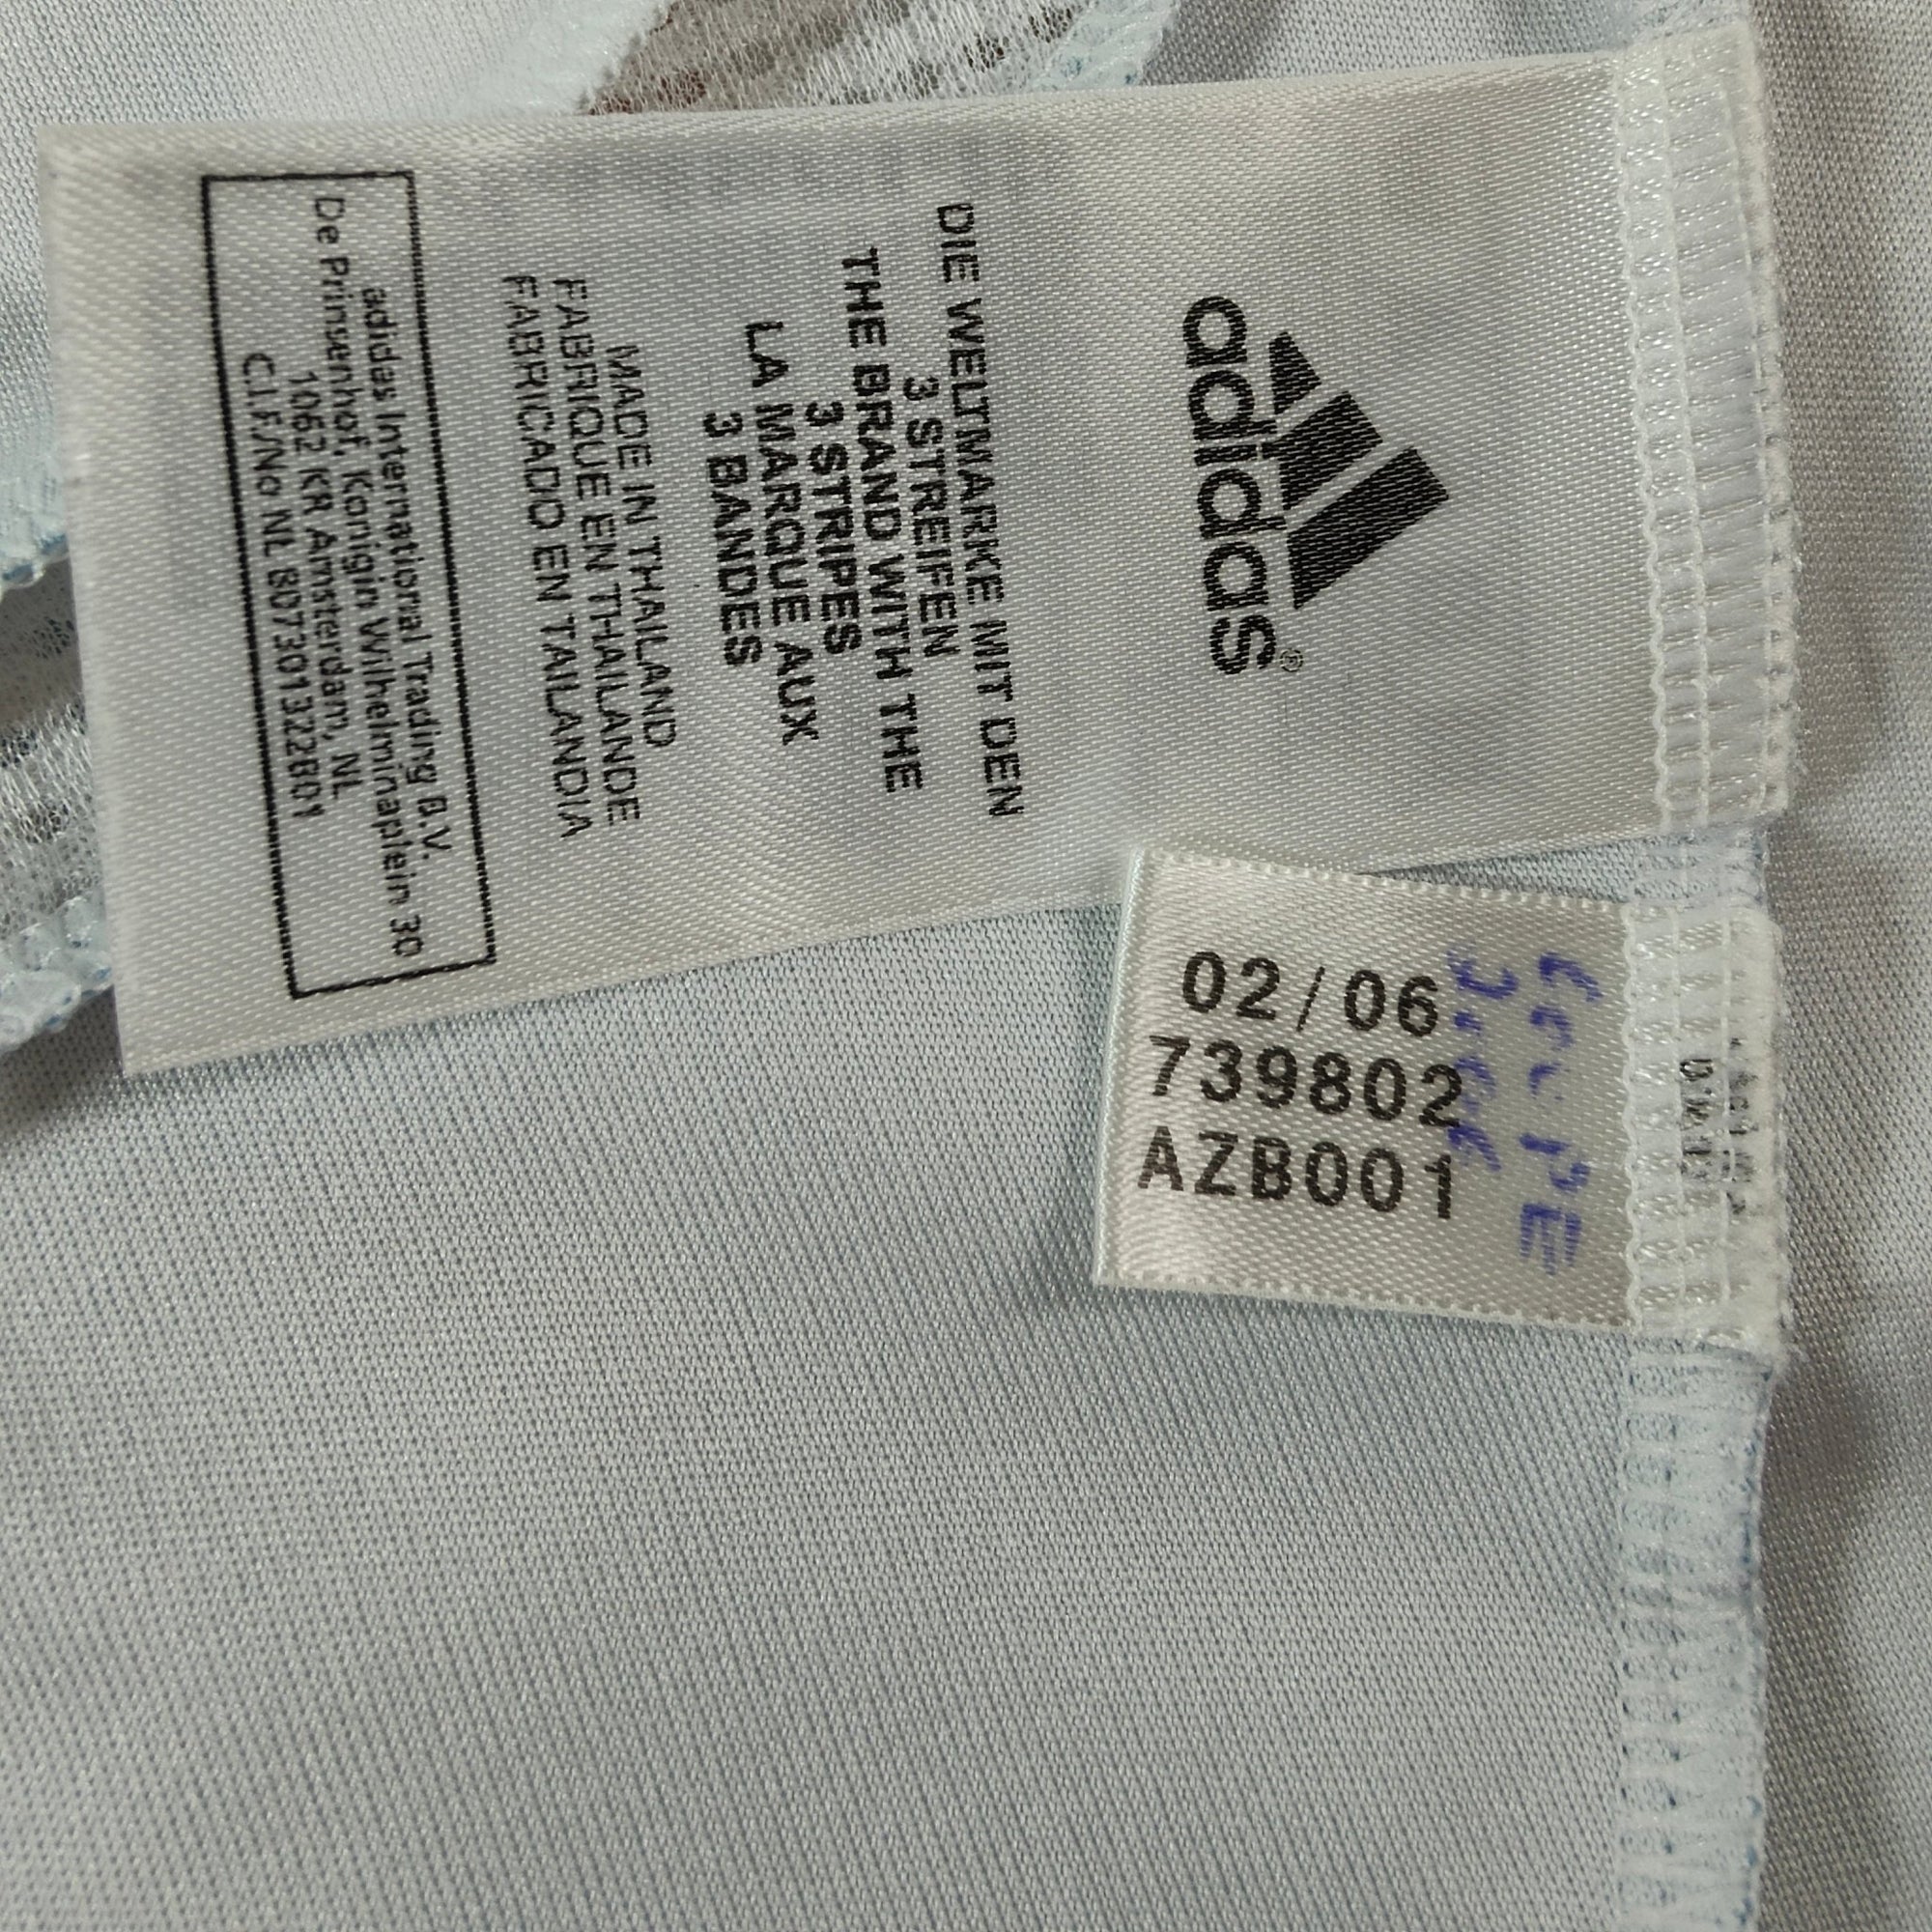 adidas®
DIE WELTMARKE MIT DEN
3 STREIFEN
THE BRAND WITH THE
3 STRIPES
LA MARQUE AUX
3 BANDES
MADE IN THAILAND
FABRIQUE EN THAILANDE
FABRICADO EN TAILANDIA
adidas International Trading B.V.
De Prinsenhof, Konigin Wilhelminaplein 30
1062 KR Amsterdam, NL
C.I.F./No NL 807301322B01
02/06
739802
AZB001